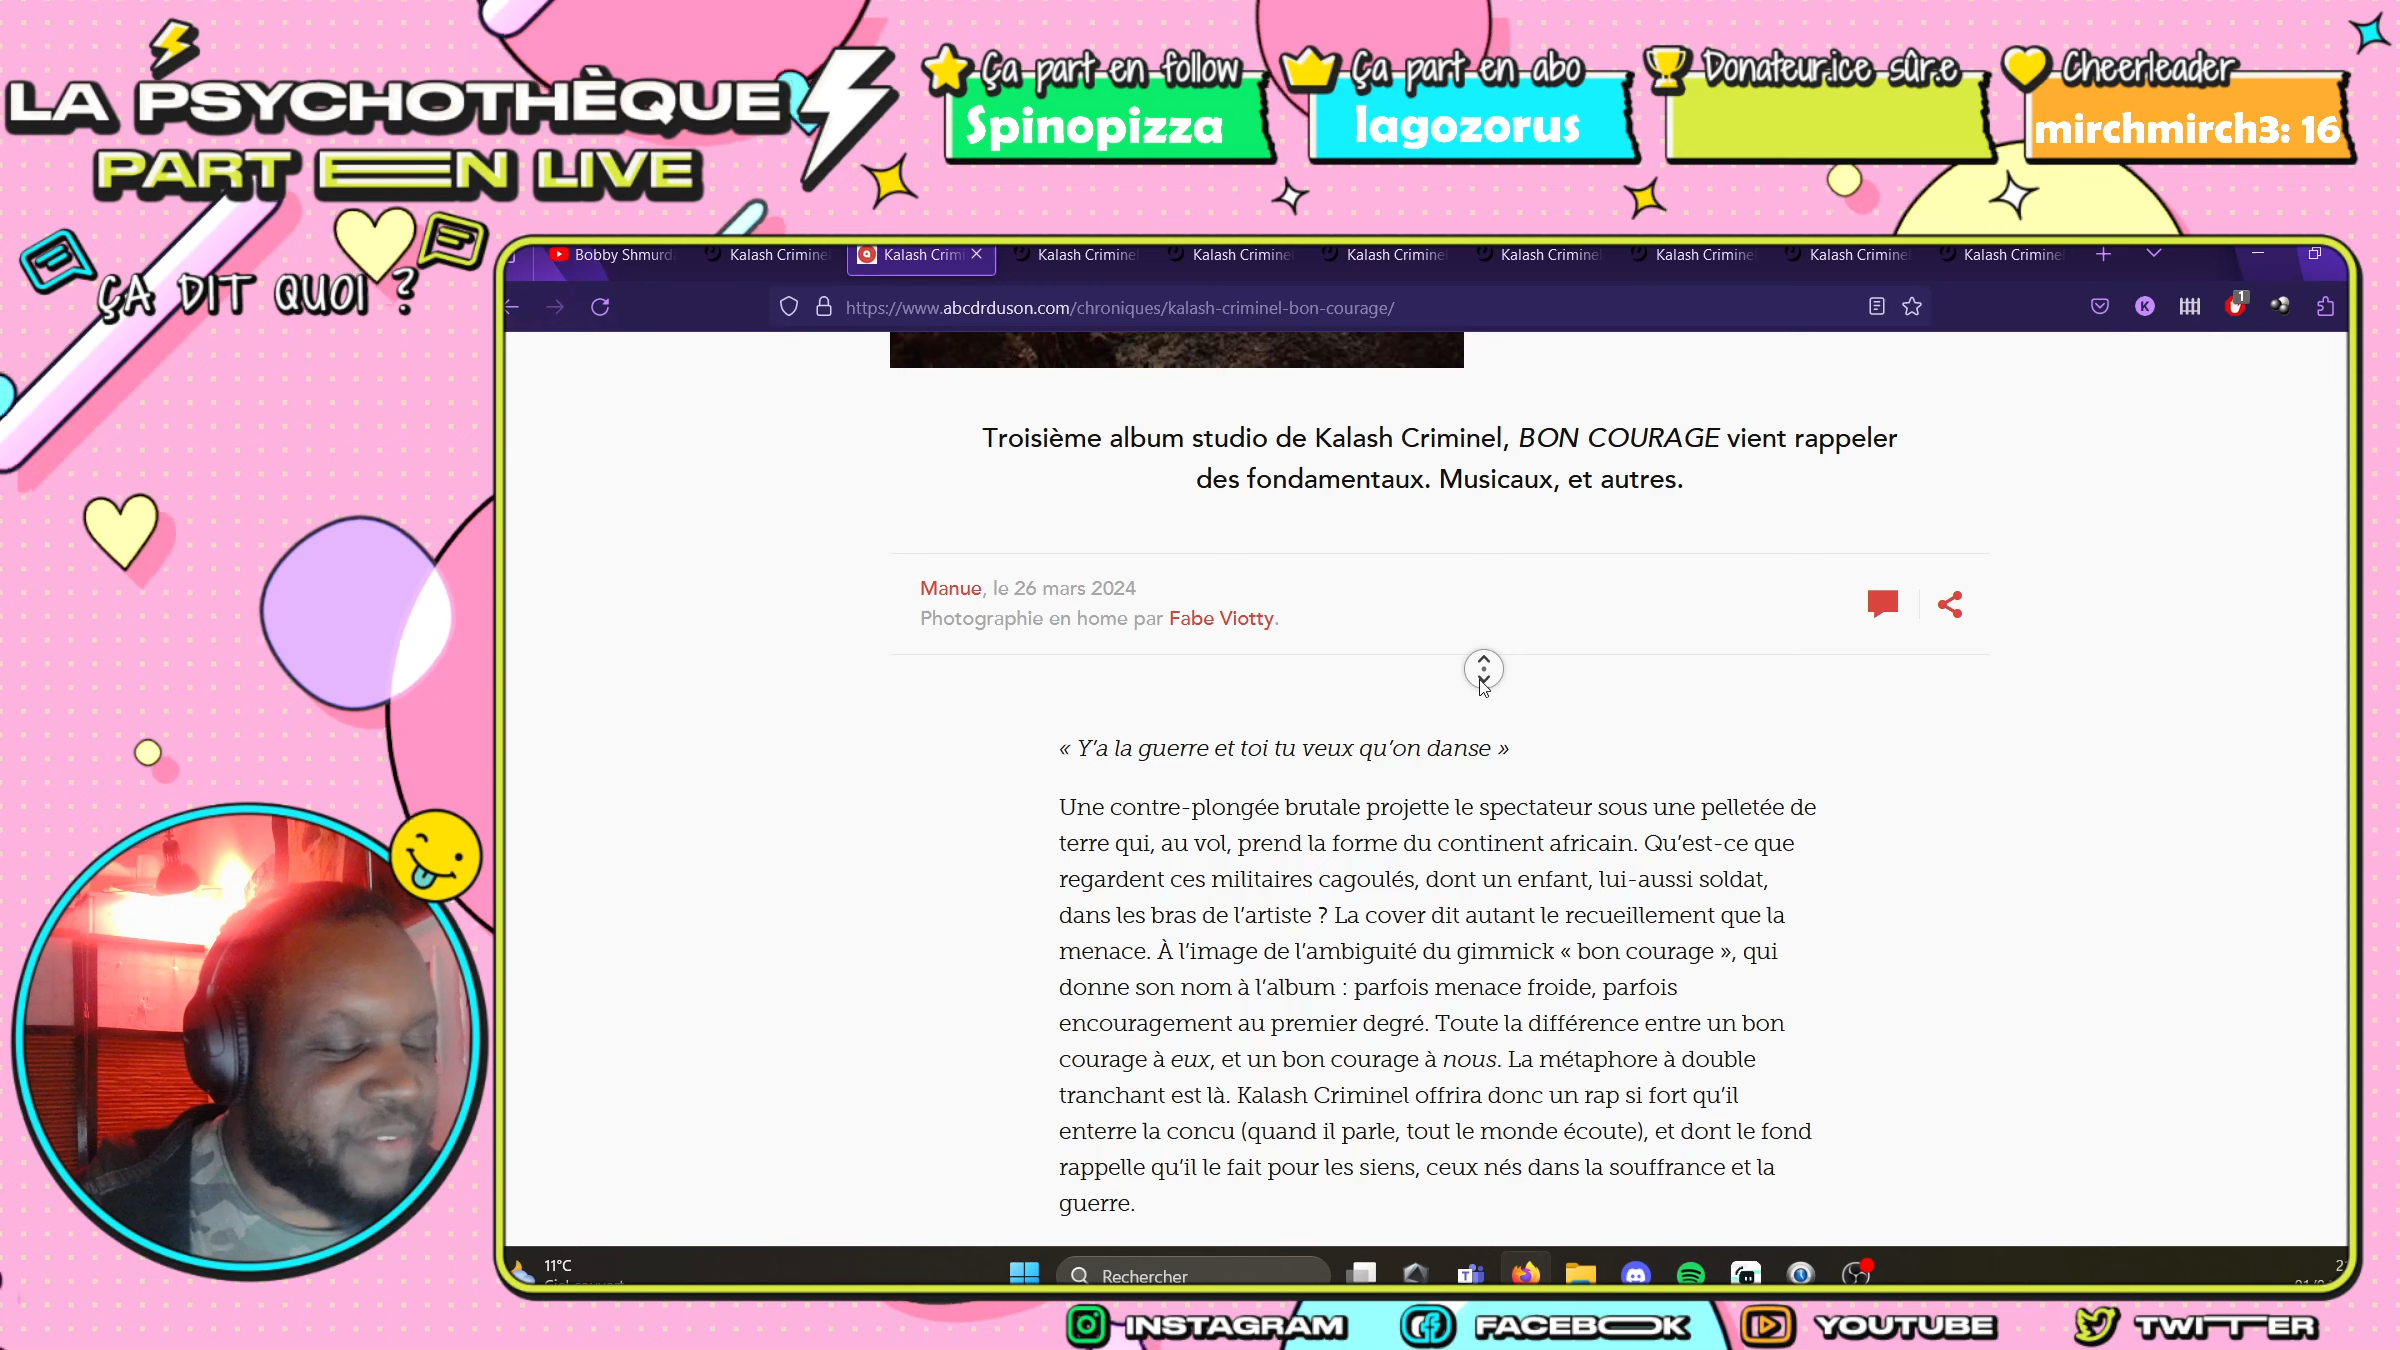 LA PSYCHOTHÈQUE
PART EN LIVE
Ça part en follow
Spinopizza
Ça part en abo
lagozorus
Donateur.ice sûr.e
Cheerleader
mirchmirch3: 16
ÇA DIT QUOI ?
Bobby Shmurd
Kalash Criminel
Kalash Crim
Kalash Criminel
Kalash Criminel
Kalash Criminel
Kalash Criminel
Kalash Criminel
Kalash Criminel
Kalash Criminel
https://www.abcdrduson.com/chroniques/kalash-criminel-bon-courage/
K
1
Troisième album studio de Kalash Criminel, BON COURAGE vient rappeler
des fondamentaux. Musicaux, et autres.
Manue, le 26 mars 2024
Photographie en home par Fabe Viotty.
« Y’a la guerre et toi tu veux qu’on danse »
Une contre-plongée brutale projette le spectateur sous une pelletée de
terre qui, au vol, prend la forme du continent africain. Qu’est-ce que
regardent ces militaires cagoulés, dont un enfant, lui-aussi soldat,
dans les bras de l’artiste ? La cover dit autant le recueillement que la
menace. À l’image de l’ambiguité du gimmick « bon courage », qui
donne son nom à l’album : parfois menace froide, parfois
encouragement au premier degré. Toute la différence entre un bon
courage à eux, et un bon courage à nous. La métaphore à double
tranchant est là. Kalash Criminel offrira donc un rap si fort qu’il
enterre la concu (quand il parle, tout le monde écoute), et dont le fond
rappelle qu’il le fait pour les siens, ceux nés dans la souffrance et la
guerre.
11°C
Rechercher
INSTAGRAM
FACEBOOK
YOUTUBE
TWITTER